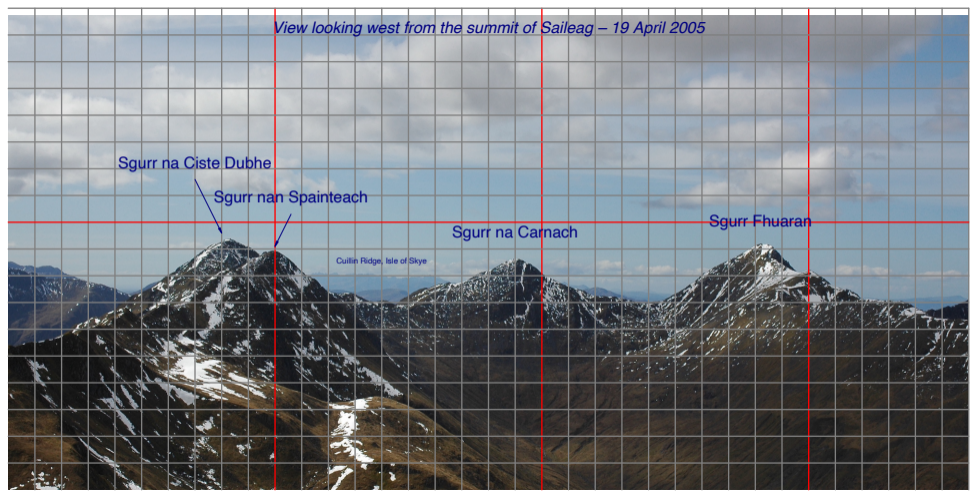 View looking west from the summit of Saileag – 19 April 2005
Sgurr na Ciste Dubhe
Sgurr nan Spainteach
Sgurr na Carnach
Sgurr Fhuaran
Cuillin Ridge, Isle of Skye